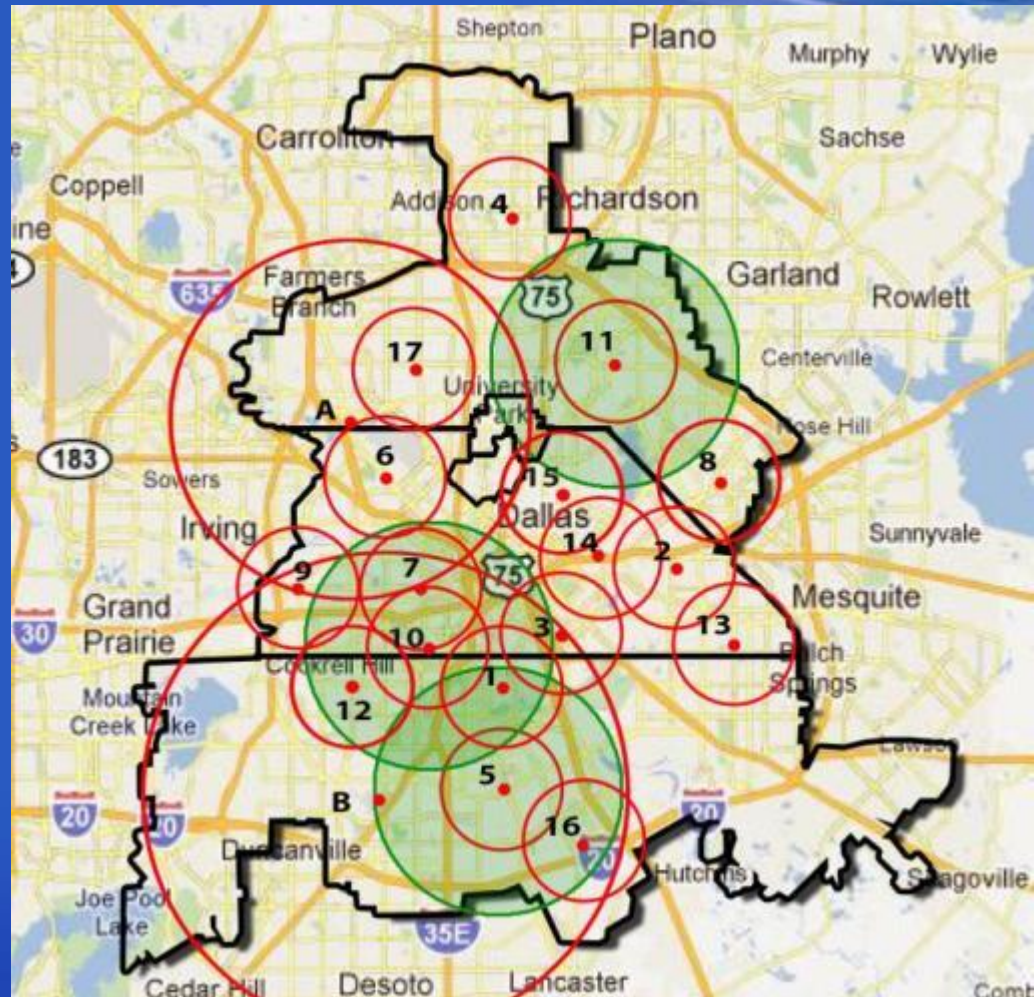 Shepton
Plano
Murphy
Wylie
Carrollton
Sachse
Coppell
Addison
4
Richardson
Farmers
Branch
635
75
Garland
Rowlett
17
11
Centerville
University
Park
A
Rose Hill
183
Sowers
6
15
8
Irving
Dallas
14
2
Sunnyvale
9
7
75
Grand
Prairie
30
3
13
Mesquite
10
Cockrell Hill
Balch
Springs
1
12
Mountain
Creek Lake
5
B
20
20
20
16
20
Duncanville
Hutchins
Seagoville
Joe Pool
Lake
35E
Cedar Hill
Desoto
Lancaster